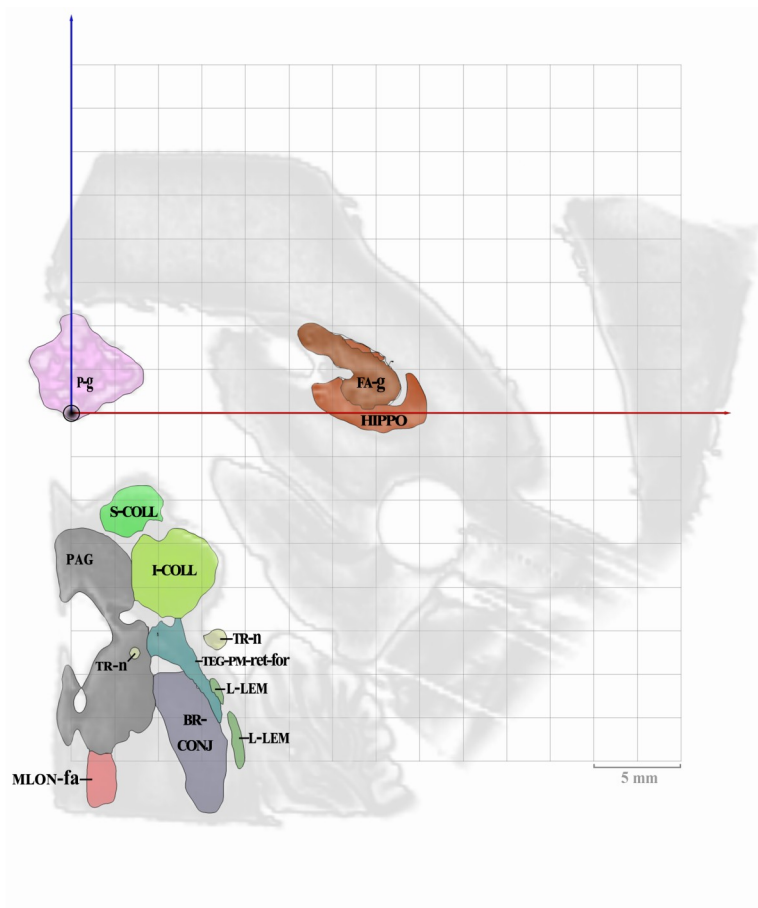 P-g
FA-g
HIPPO
S-COLL
PAG
I-COLL
TR-n
TR-n
TEG-PM-ret-for
L-LEM
BR-
CONJ
L-LEM
MLON-fa
5 mm